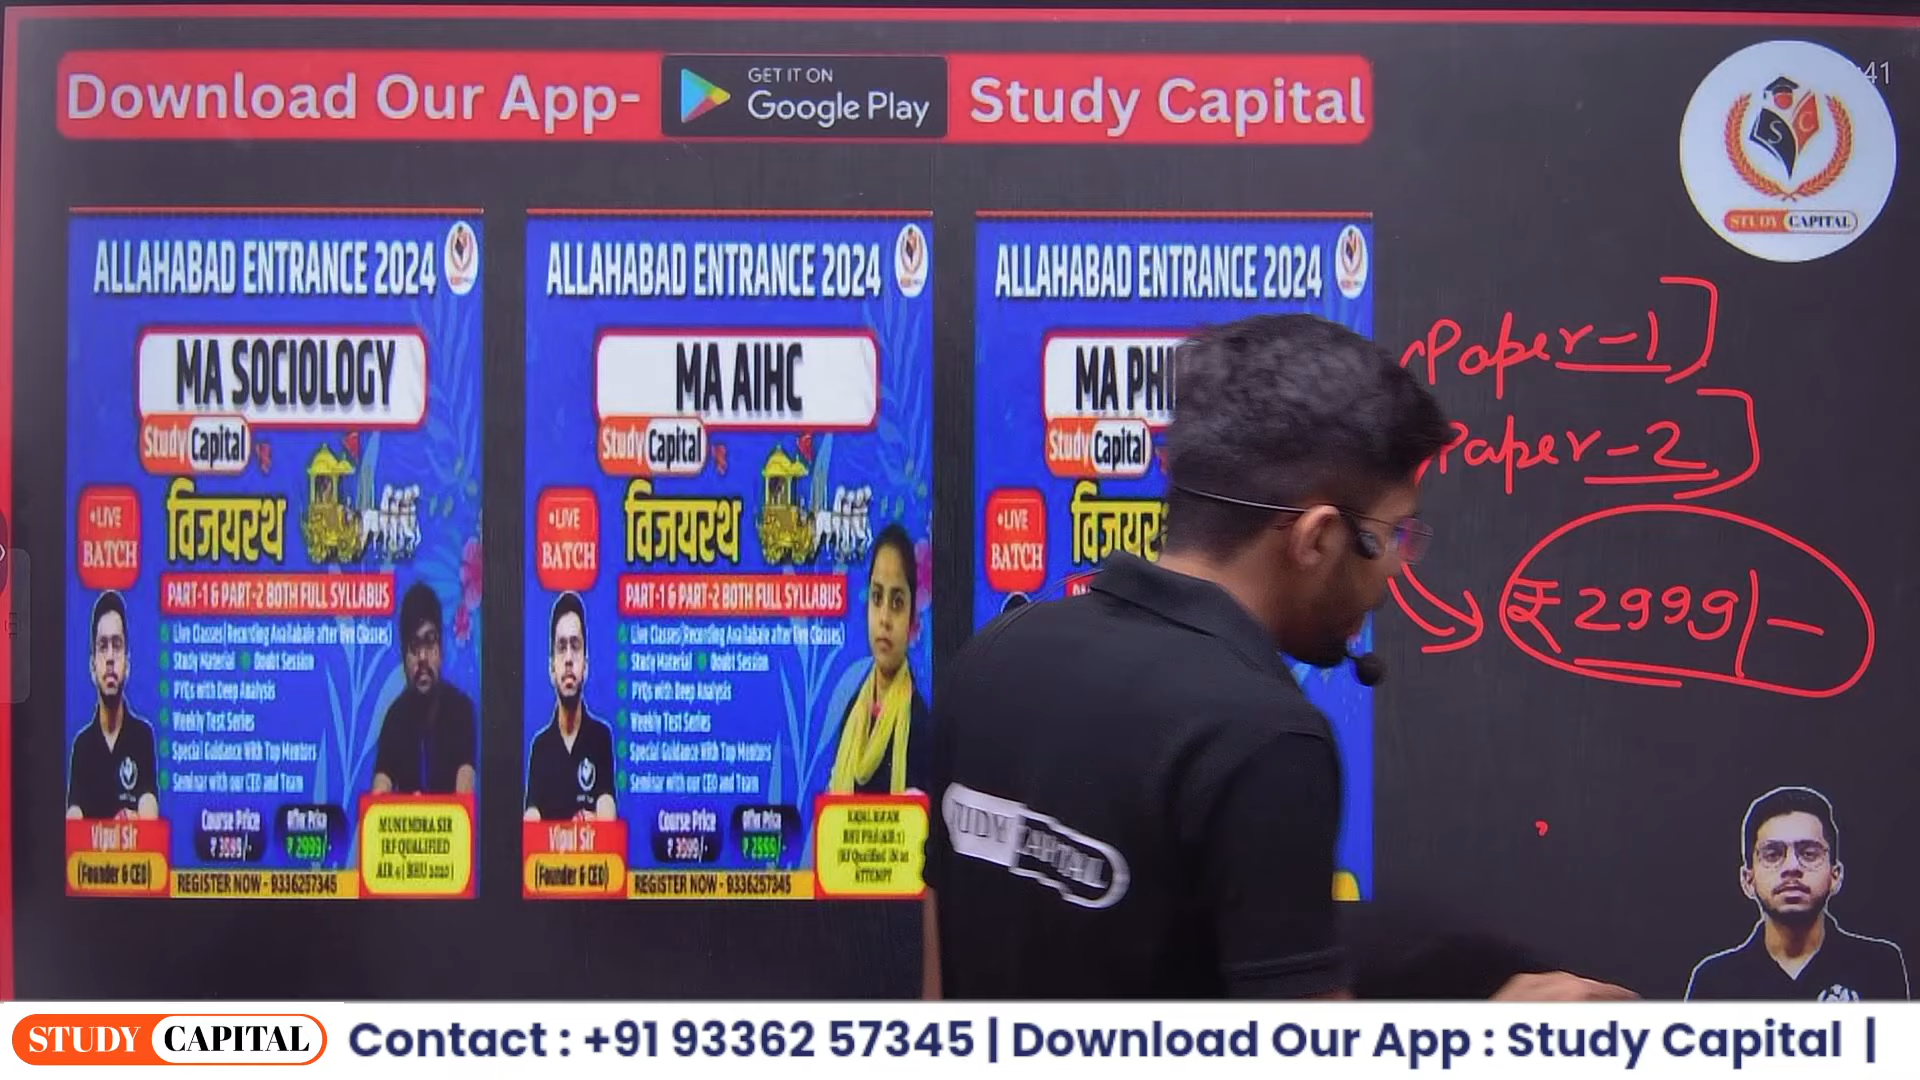 Download Our App-
GET IT ON
Google Play
Study Capital
41
STUDY CAPITAL
ALLAHABAD ENTRANCE 2024
MA SOCIOLOGY
Study Capital
विजयरथ
LIVE
BATCH
PART-1 & PART-2 BOTH FULL SYLLABUS
Live Classes(Recording Available after live Classes)
Study Material Doubt Session
PYQs with Deep Analysis
Weekly Test Series
Special Guidance With Top Mentors
Seminar with our CEO and Team
Vipul Sir
(Founder & CEO)
Course Price
₹ 3599/-
Offer Price
₹ 2999/-
REGISTER NOW - 9336257345
MUNENDRA SIR
JRF QUALIFIED
ALLAHABAD ENTRANCE 2024
MA AIHC
Study Capital
विजयरथ
LIVE
BATCH
PART-1 & PART-2 BOTH FULL SYLLABUS
Live Classes(Recording Available after live Classes)
Study Material Doubt Session
PYQs with Deep Analysis
Weekly Test Series
Special Guidance With Top Mentors
Seminar with our CEO and Team
Vipul Sir
(Founder & CEO)
Course Price
Offer Price
REGISTER NOW - 9336257345
ALLAHABAD ENTRANCE 2024
MA PHI
Study Capital
LIVE
BATCH
Paper-1
Paper-2
₹2999/-
STUDY CAPITAL
STUDY CAPITAL Contact : +91 93362 57345 | Download Our App : Study Capital |